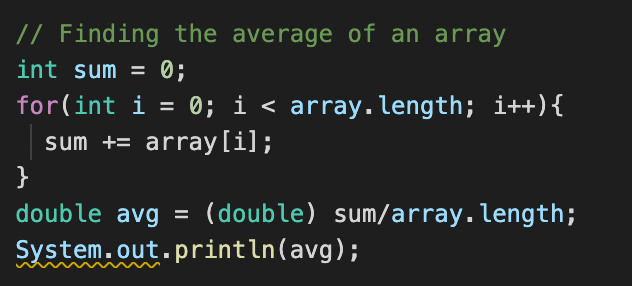 // Finding the average of an array
int sum = 0;
for(int i = 0; i < array.length; i++){
  sum += array[i];
}
double avg = (double) sum/array.length;
System.out.println(avg);